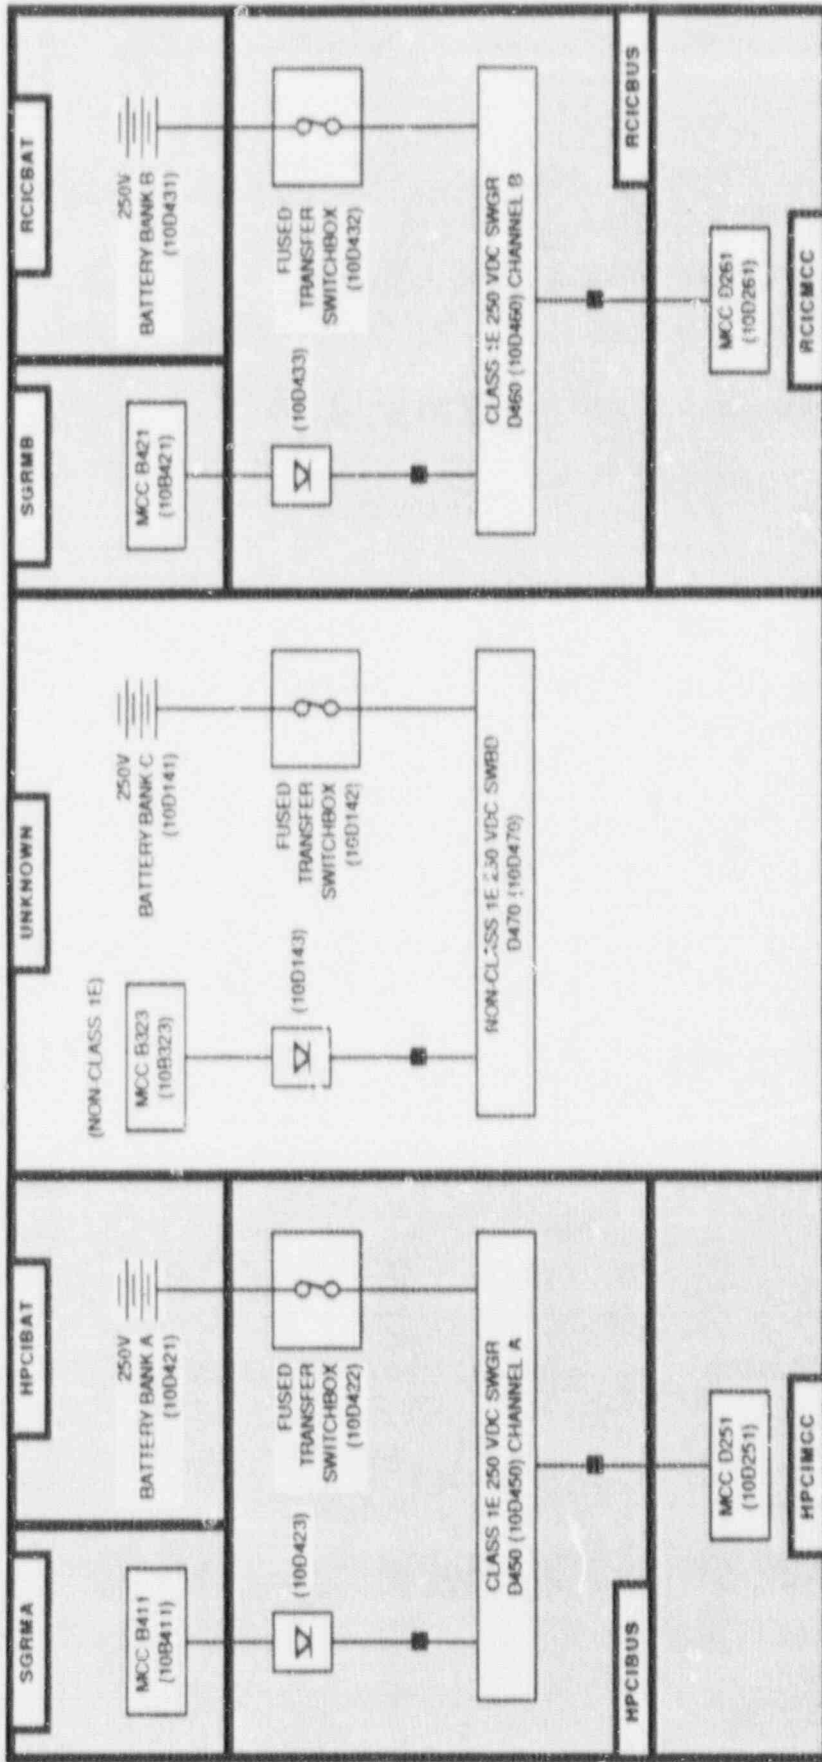 SGRMA
MCC B411
(10B411)
HPCIBAT
250V
BATTERY BANK A
(10D421)
(10D423)
FUSED
TRANSFER
SWITCHBOX
(10D422)
CLASS 1E 250 VDC SWGR
D450 (10D450) CHANNEL A
HPCIBUS
MCC D251
(10D251)
HPCIMCC
UNKNOWN
(NON-CLASS 1E)
MCC B323
(10B323)
250V
BATTERY BANK C
(10D141)
(10D143)
FUSED
TRANSFER
SWITCHBOX
(10D142)
NON-CLASS 1E 250 VDC SWBD
D470 (10D470)
SGRMB
MCC B421
(10B421)
RCICBAT
250V
BATTERY BANK B
(10D431)
(10D433)
FUSED
TRANSFER
SWITCHBOX
(10D432)
CLASS 1E 250 VDC SWGR
D460 (10D460) CHANNEL B
RCICBUS
MCC D261
(10D261)
RCICMCC